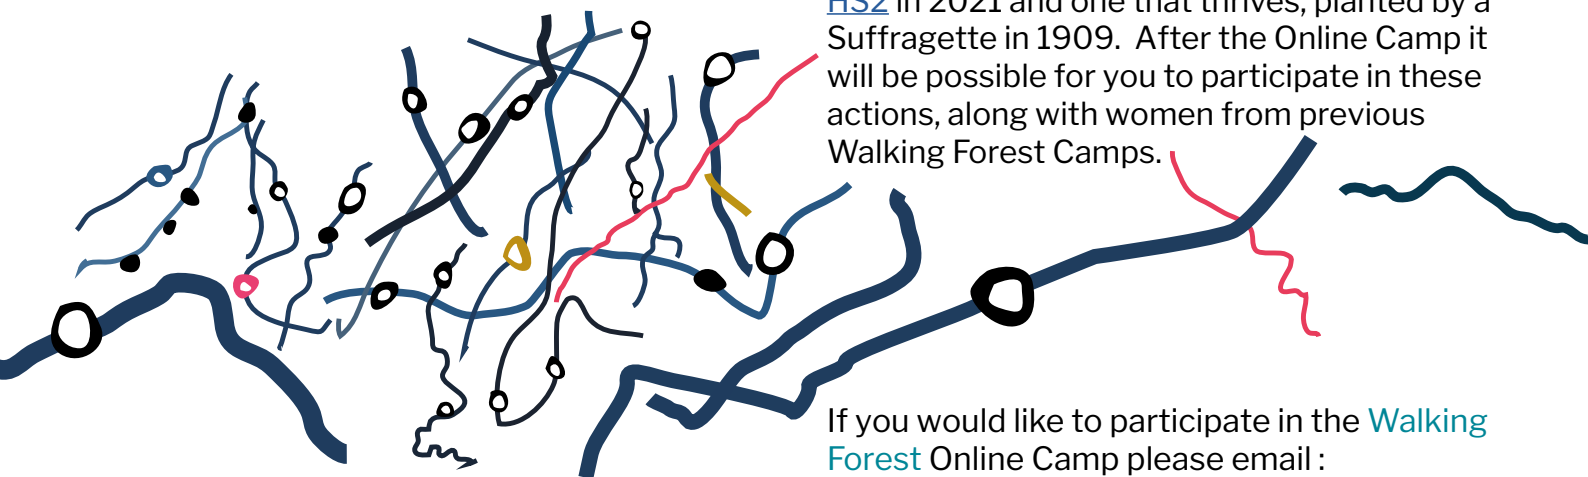 HS2 in 2021 and one that thrives, planted by a
Suffragette in 1909.  After the Online Camp it
will be possible for you to participate in these
actions, along with women from previous
Walking Forest Camps.
If you would like to participate in the Walking
Forest Online Camp please email :